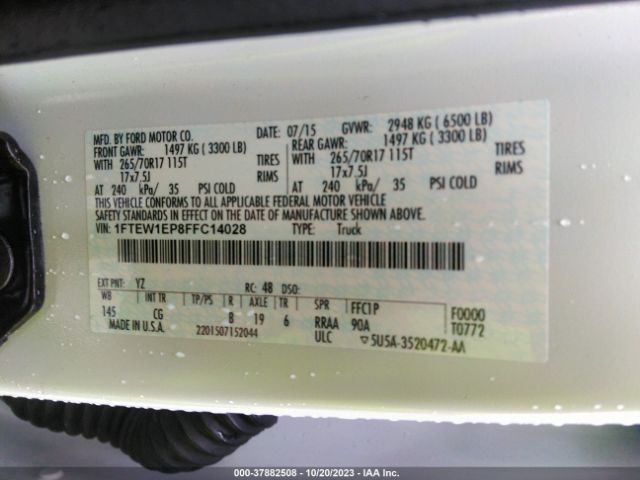 MFD. BY FORD MOTOR CO. DATE: 07/15 GVWR: 2948 KG ( 6500 LB)
FRONT GAWR: 1497 KG ( 3300 LB) REAR GAWR: 1497 KG ( 3300 LB)
WITH 265/70R17 115T TIRES WITH 265/70R17 115T TIRES
17x7.5J RIMS 17x7.5J RIMS
AT 240 kPa/ 35 PSI COLD AT 240 kPa/ 35 PSI COLD
THIS VEHICLE CONFORMS TO ALL APPLICABLE FEDERAL MOTOR VEHICLE
SAFETY STANDARDS IN EFFECT ON THE DATE OF MANUFACTURE SHOWN ABOVE.
VIN: 1FTEW1EP8FFC14028 TYPE: Truck
EXT PNT: YZ RC: 48 DSO:
WB INT TR TP/PS R AXLE TR SPR FFC1P F0000
145 CG B 19 6 RRAA 90A T0772
MADE IN U.S.A. 2201507152044 ULC ▽5U5A-3520472-AA
000-37882508 - 10/20/2023 - IAA Inc.